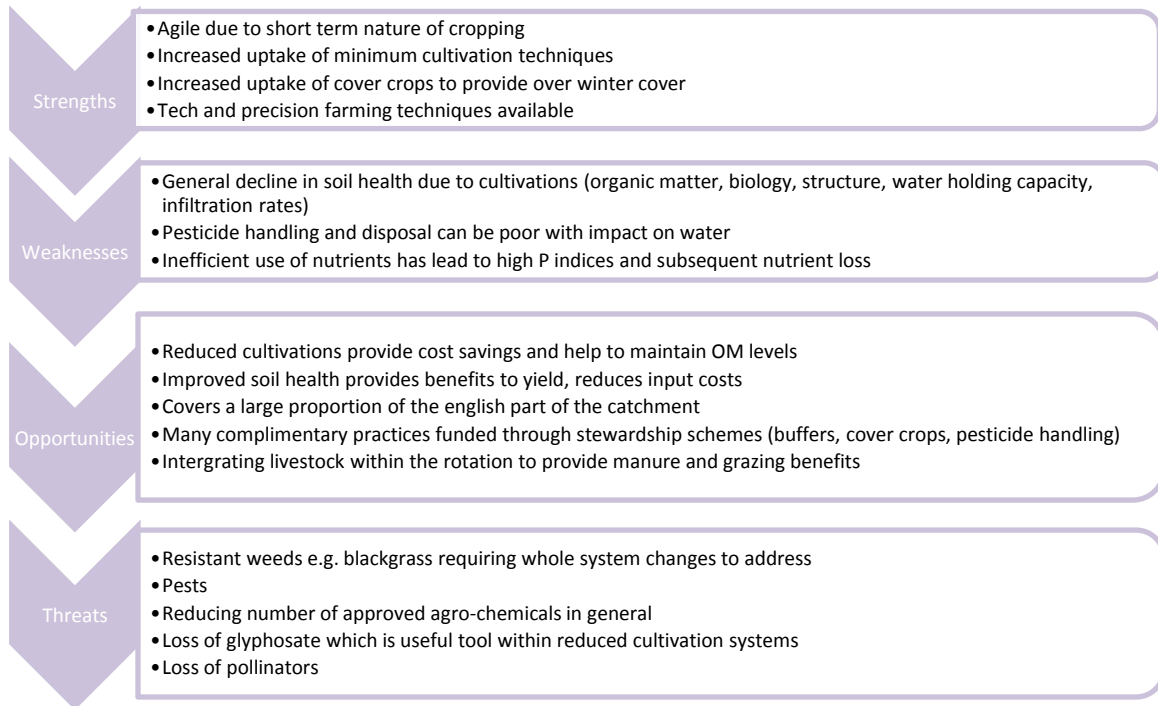 Strengths
•Agile due to short term nature of cropping
•Increased uptake of minimum cultivation techniques
•Increased uptake of cover crops to provide over winter cover
•Tech and precision farming techniques available
Weaknesses
•General decline in soil health due to cultivations (organic matter, biology, structure, water holding capacity,
infiltration rates)
•Pesticide handling and disposal can be poor with impact on water
•Inefficient use of nutrients has lead to high P indices and subsequent nutrient loss
Opportunities
•Reduced cultivations provide cost savings and help to maintain OM levels
•Improved soil health provides benefits to yield, reduces input costs
•Covers a large proportion of the english part of the catchment
•Many complimentary practices funded through stewardship schemes (buffers, cover crops, pesticide handling)
•Intergrating livestock within the rotation to provide manure and grazing benefits
Threats
•Resistant weeds e.g. blackgrass requiring whole system changes to address
•Pests
•Reducing number of approved agro-chemicals in general
•Loss of glyphosate which is useful tool within reduced cultivation systems
•Loss of pollinators